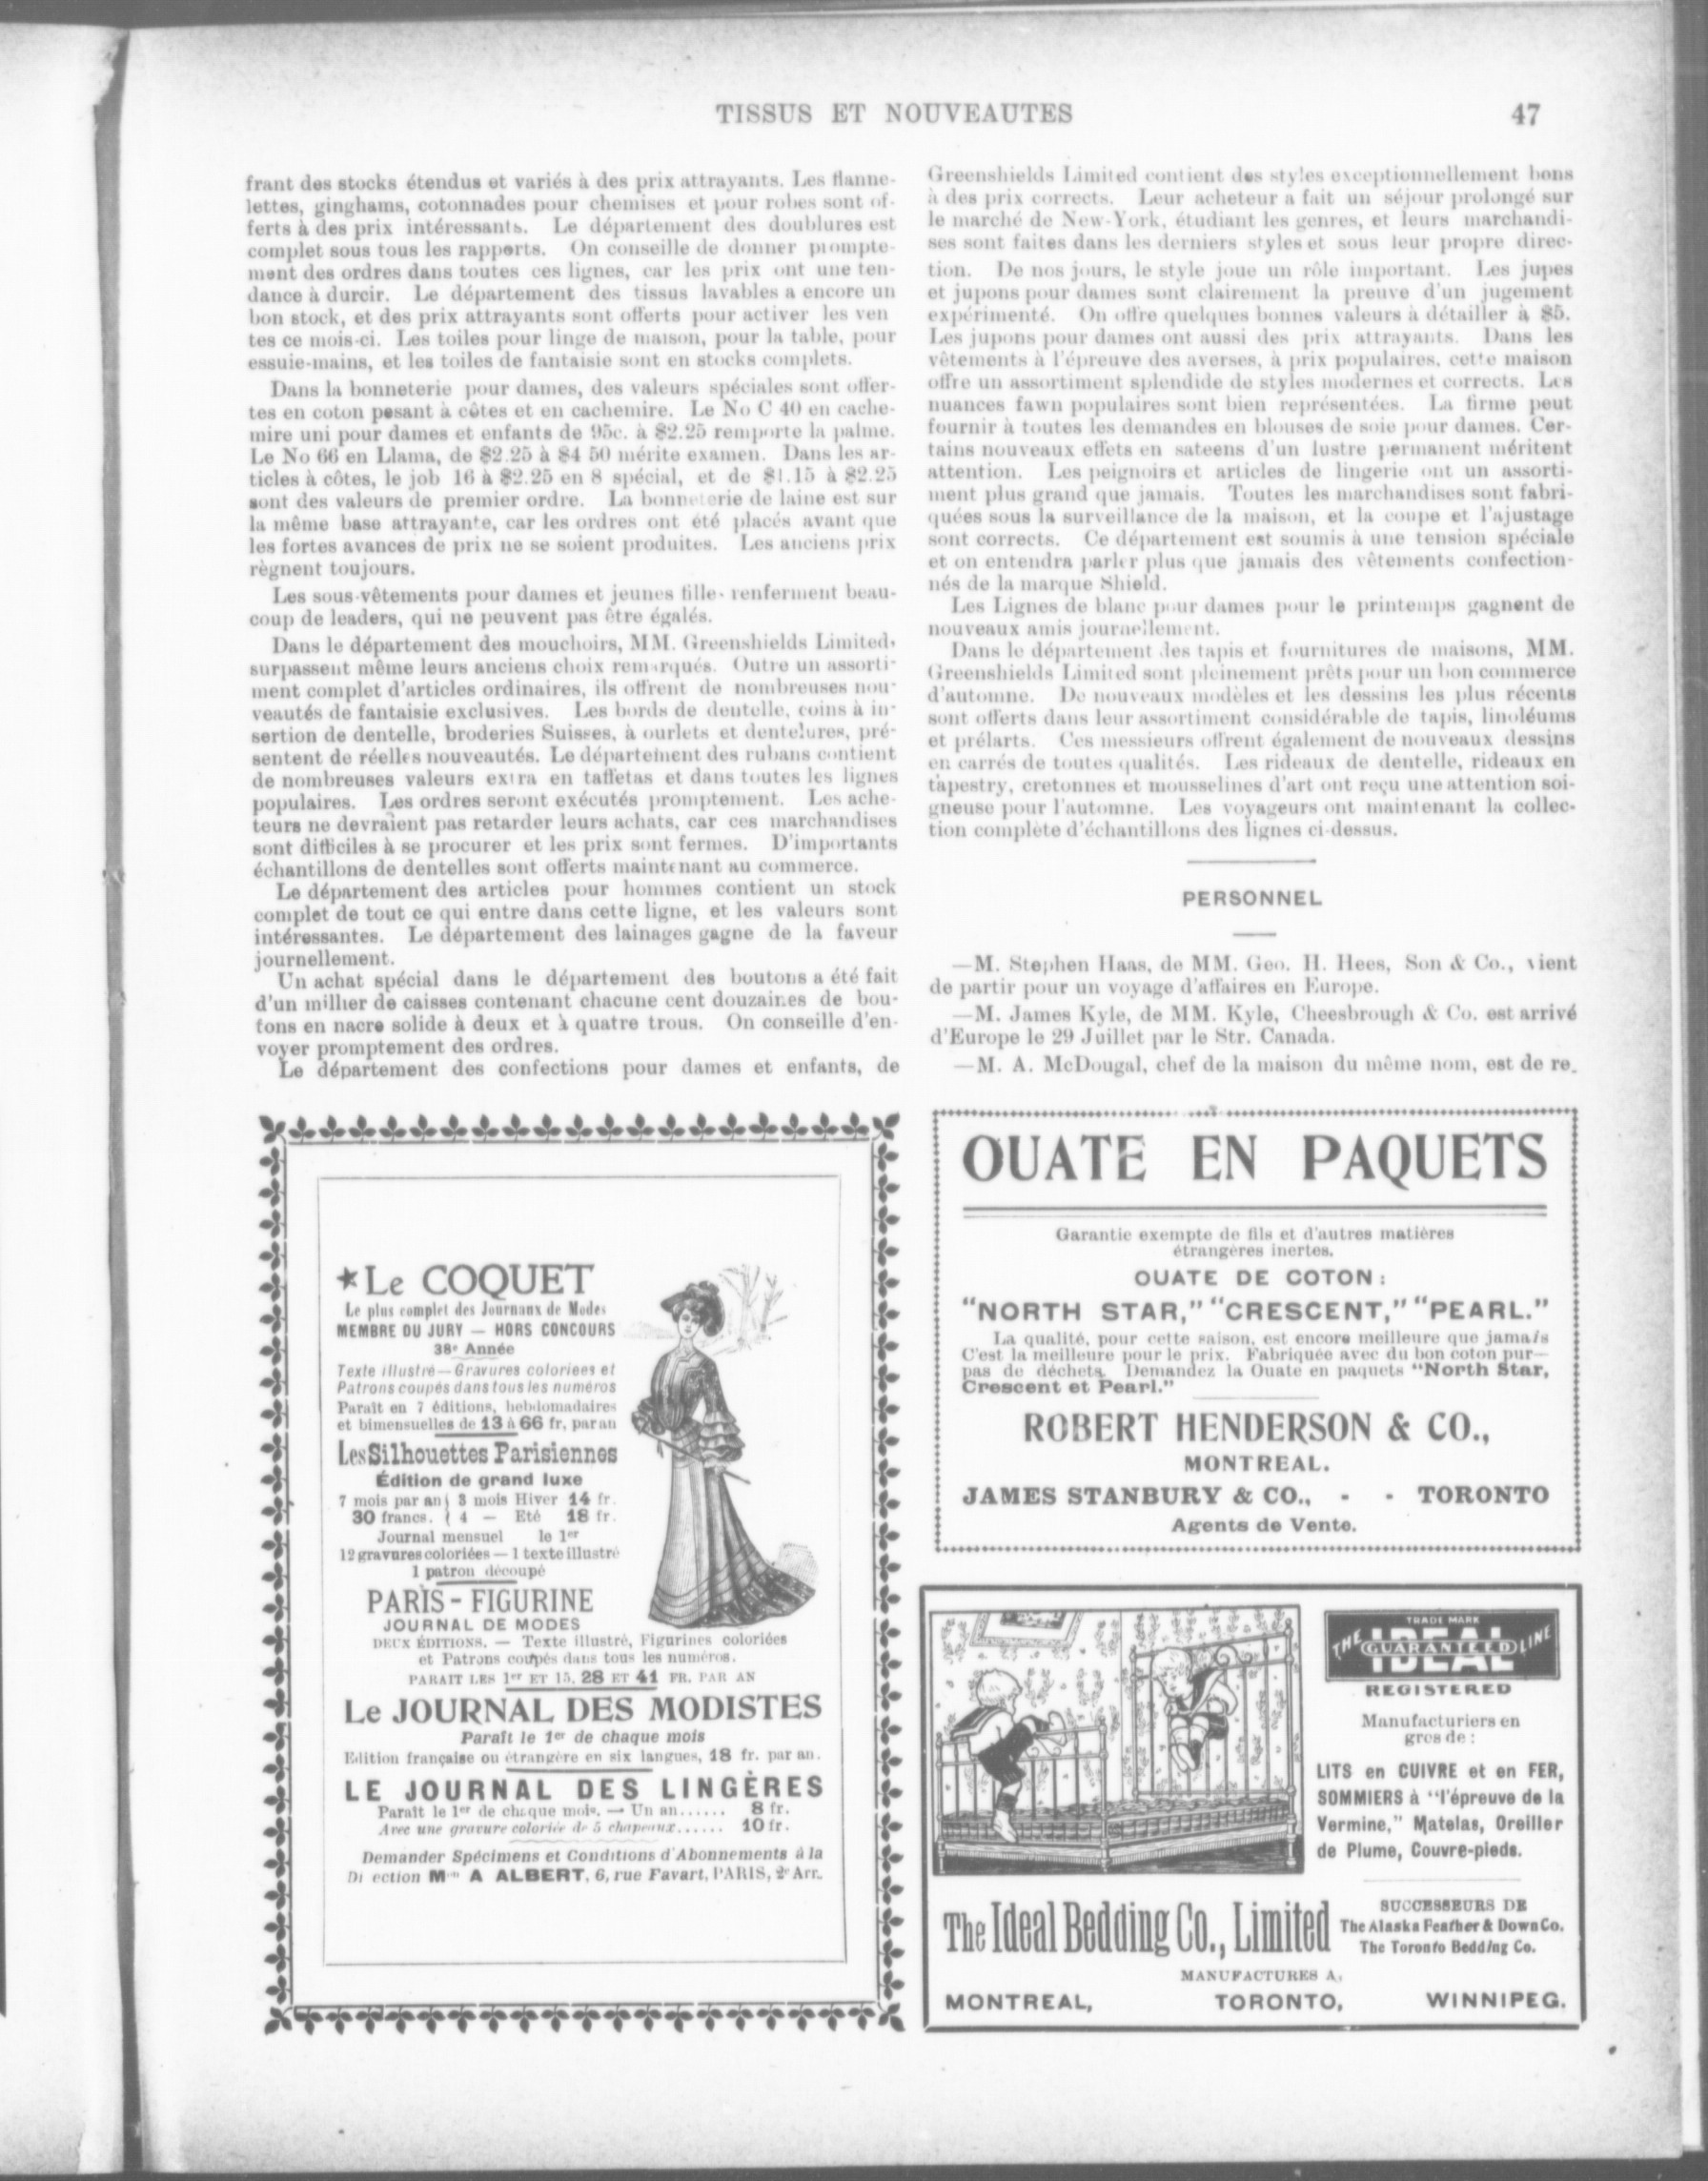 TISSUS ET NOUVEAUTES
47
frant des stocks étendus et variés à des prix attrayants. Les flanne-
lettes, ginghams, cotonnades pour chemises et pour robes sont of-
ferts à des prix intéressants. Le département des doublures est
complet sous tous les rapports. On conseille de donner prompte-
ment des ordres dans toutes ces lignes, car les prix ont une ten-
dance à durcir. Le département des tissus lavables a encore un
bon stock, et des prix attrayants sont offerts pour activer les ven
tes ce mois-ci. Les toiles pour linge de maison, pour la table, pour
essuie-mains, et les toiles de fantaisie sont en stocks complets.
Dans la bonneterie pour dames, des valeurs spéciales sont offer-
tes en coton pesant à côtes et en cachemire. Le No C 40 en cache-
mire uni pour dames et enfants de 95c. à $2.25 remporte la palme.
Le No 66 en Llama, de $2.25 à $4 50 mérite examen. Dans les ar-
ticles à côtes, le job 16 à $2.25 en 8 spécial, et de $1.15 à $2.25
sont des valeurs de premier ordre. La bonneterie de laine est sur
la même base attrayante, car les ordres ont été placés avant que
les fortes avances de prix ne se soient produites. Les anciens prix
règnent toujours.
Les sous-vêtements pour dames et jeunes filles renferment beau-
coup de leaders, qui ne peuvent pas être égalés.
Dans le département des mouchoirs, MM. Greenshields Limited,
surpassent même leurs anciens choix remarqués. Outre un assorti-
ment complet d'articles ordinaires, ils offrent de nombreuses nou-
veautés de fantaisie exclusives. Les bords de dentelle, coins à in-
sertion de dentelle, broderies Suisses, à ourlets et dentelures, pré-
sentent de réelles nouveautés. Le département des rubans contient
de nombreuses valeurs extra en taffetas et dans toutes les lignes
populaires. Les ordres seront exécutés promptement. Les ache-
teurs ne devraient pas retarder leurs achats, car ces marchandises
sont difficiles à se procurer et les prix sont fermes. D'importants
échantillons de dentelles sont offerts maintenant au commerce.
Le département des articles pour hommes contient un stock
complet de tout ce qui entre dans cette ligne, et les valeurs sont
intéressantes. Le département des lainages gagne de la faveur
journellement.
Un achat spécial dans le département des boutons a été fait
d'un millier de caisses contenant chacune cent douzaines de bou-
tons en nacre solide à deux et à quatre trous. On conseille d'en-
voyer promptement des ordres.
Le département des confections pour dames et enfants, de
Greenshields Limited contient des styles exceptionnellement bons
à des prix corrects. Leur acheteur a fait un séjour prolongé sur
le marché de New-York, étudiant les genres, et leurs marchandi-
ses sont faites dans les derniers styles et sous leur propre direc-
tion. De nos jours, le style joue un rôle important. Les jupes
et jupons pour dames sont clairement la preuve d'un jugement
expérimenté. On offre quelques bonnes valeurs à détailler à $5.
Les jupons pour dames ont aussi des prix attrayants. Dans les
vêtements à l'épreuve des averses, à prix populaires, cette maison
offre un assortiment splendide de styles modernes et corrects. Les
nuances fawn populaires sont bien représentées. La firme peut
fournir à toutes les demandes en blouses de soie pour dames. Cer-
tains nouveaux effets en sateens d'un lustre permanent méritent
attention. Les peignoirs et articles de lingerie ont un assorti-
ment plus grand que jamais. Toutes les marchandises sont fabri-
quées sous la surveillance de la maison, et la coupe et l'ajustage
sont corrects. Ce département est soumis à une tension spéciale
et on entendra parler plus que jamais des vêtements confection-
nés de la marque Shield.
Les Lignes de blanc pour dames pour le printemps gagnent de
nouveaux amis journellement.
Dans le département des tapis et fournitures de maisons, MM.
Greenshields Limited sont pleinement prêts pour un bon commerce
d'automne. De nouveaux modèles et les dessins les plus récents
sont offerts dans leur assortiment considérable de tapis, linoléums
et prélarts. Ces messieurs offrent également de nouveaux dessins
en carrés de toutes qualités. Les rideaux de dentelle, rideaux en
tapestry, cretonnes et mousselines d'art ont reçu une attention soi-
gneuse pour l'automne. Les voyageurs ont maintenant la collec-
tion complète d'échantillons des lignes ci-dessus.
PERSONNEL
—M. Stephen Haas, de MM. Geo. H. Hees, Son & Co., vient
de partir pour un voyage d'affaires en Europe.
—M. James Kyle, de MM. Kyle, Cheesbrough & Co. est arrivé
d'Europe le 29 Juillet par le Str. Canada.
—M. A. McDougal, chef de la maison du même nom, est de re-
★Le COQUET
Le plus complet des Journaux de Modes
MEMBRE DU JURY — HORS CONCOURS
38e Année
Texte illustré—Gravures coloriees et
Patrons coupés dans tous les numéros
Paraît en 7 éditions, hebdomadaires
et bimensuelles de 13 à 66 fr, par an
Les Silhouettes Parisiennes
Édition de grand luxe
7 mois par an { 3 mois Hiver 14 fr.
30 francs. { 4 — Eté 18 fr.
Journal mensuel le 1er
12 gravures coloriées — 1 texte illustré
1 patron découpé
PARIS - FIGURINE
JOURNAL DE MODES
DEUX ÉDITIONS. — Texte illustré, Figurines coloriées
et Patrons coupés dans tous les numéros.
PARAIT LES 1er ET 15, 28 ET 41 FR. PAR AN
Le JOURNAL DES MODISTES
Paraît le 1er de chaque mois
Edition française ou étrangère en six langues, 18 fr. par an.
LE JOURNAL DES LINGÈRES
Paraît le 1er de chaque mois. — Un an...... 8 fr.
Avec une gravure coloriée de 5 chapeaux...... 10 fr.
Demander Spécimens et Conditions d'Abonnements à la
Di ection Mme A ALBERT, 6, rue Favart, PARIS, 2e Arr.
OUATE EN PAQUETS
Garantie exempte de fils et d'autres matières
étrangères inertes.
OUATE DE COTON:
"NORTH STAR," "CRESCENT," "PEARL."
La qualité, pour cette saison, est encore meilleure que jamais
C'est la meilleure pour le prix. Fabriquée avec du bon coton pur—
pas de déchets. Demandez la Ouate en paquets "North Star,
Crescent et Pearl."
ROBERT HENDERSON & CO.,
MONTREAL.
JAMES STANBURY & CO., - - TORONTO
Agents de Vente.
TRADE MARK
THE IDEAL LINE
GUARANTEED
REGISTERED
Manufacturiers en
gros de :
LITS en CUIVRE et en FER,
SOMMIERS à "l'épreuve de la
Vermine," Matelas, Oreiller
de Plume, Couvre-pieds.
The Ideal Bedding Co., Limited
SUCCESSEURS DE
The Alaska Feather & Down Co.
The Toronto Bedding Co.
MANUFACTURES A,
MONTREAL, TORONTO, WINNIPEG.